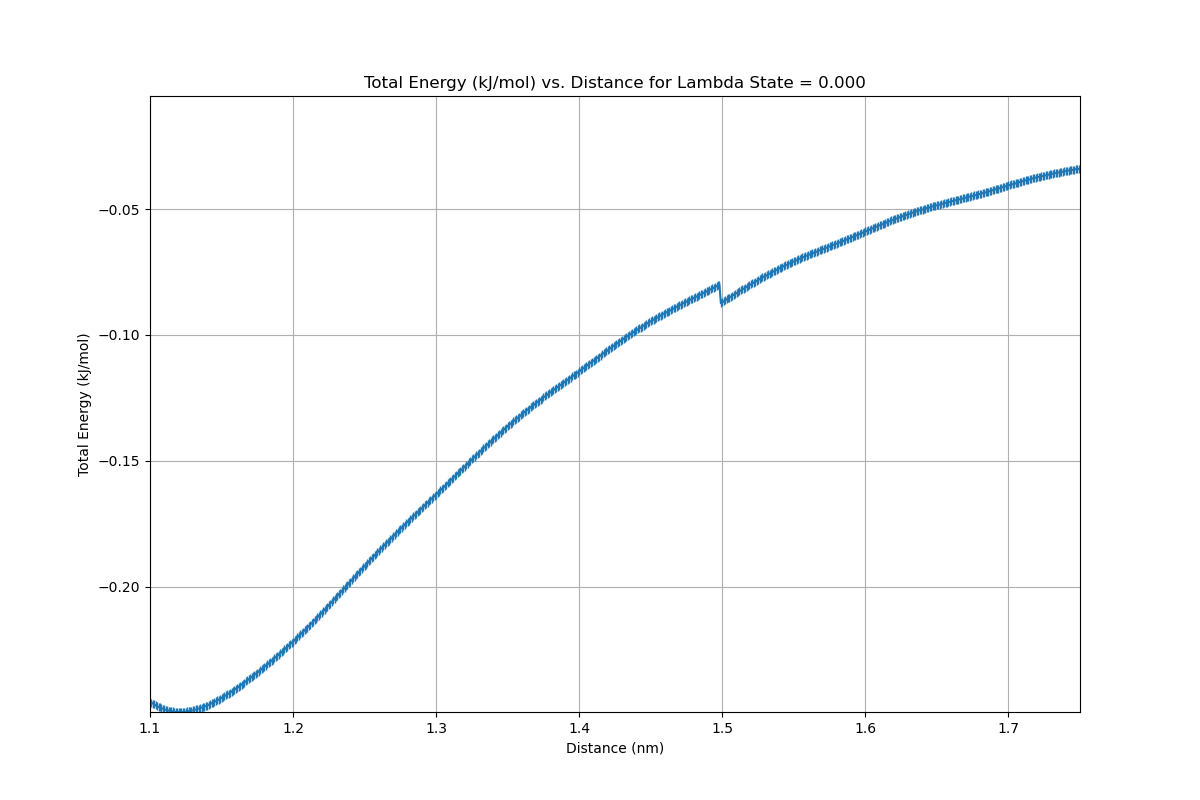 Total Energy (kJ/mol) vs. Distance for Lambda State = 0.000
Total Energy (kJ/mol)
−0.05
−0.10
−0.15
−0.20
1.1 1.2 1.3 1.4 1.5 1.6 1.7
Distance (nm)